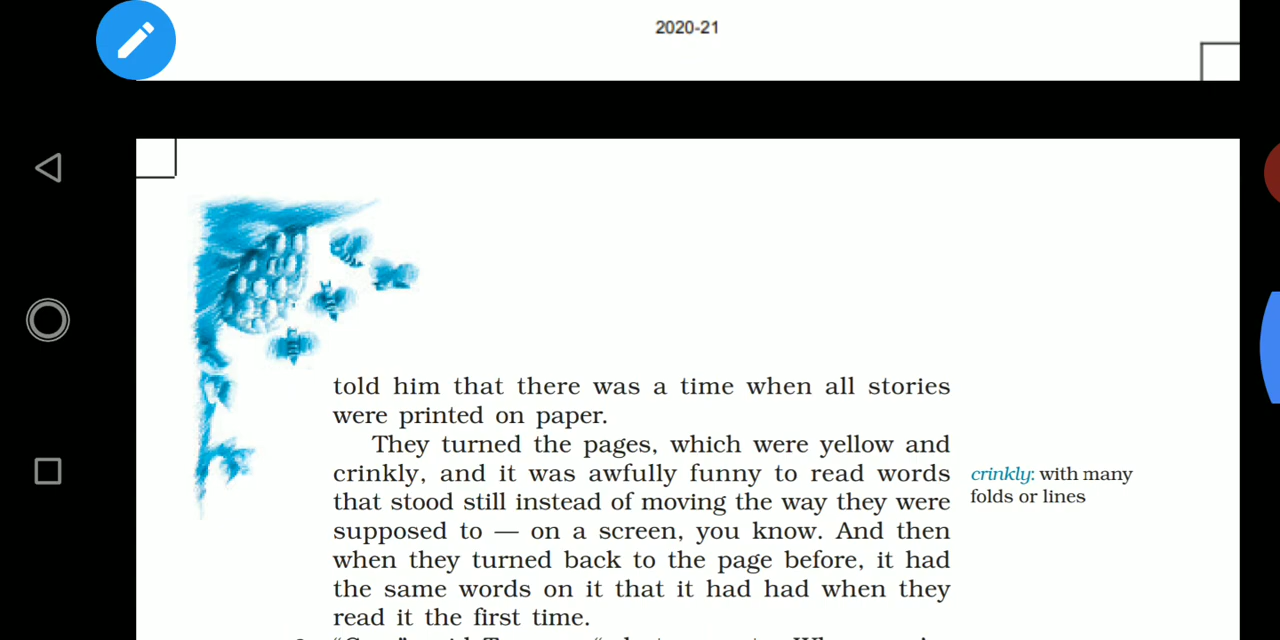 2020-21
told him that there was a time when all stories
were printed on paper.
They turned the pages, which were yellow and
crinkly, and it was awfully funny to read words
that stood still instead of moving the way they were
supposed to — on a screen, you know. And then
when they turned back to the page before, it had
the same words on it that it had had when they
read it the first time.
crinkly: with many
folds or lines